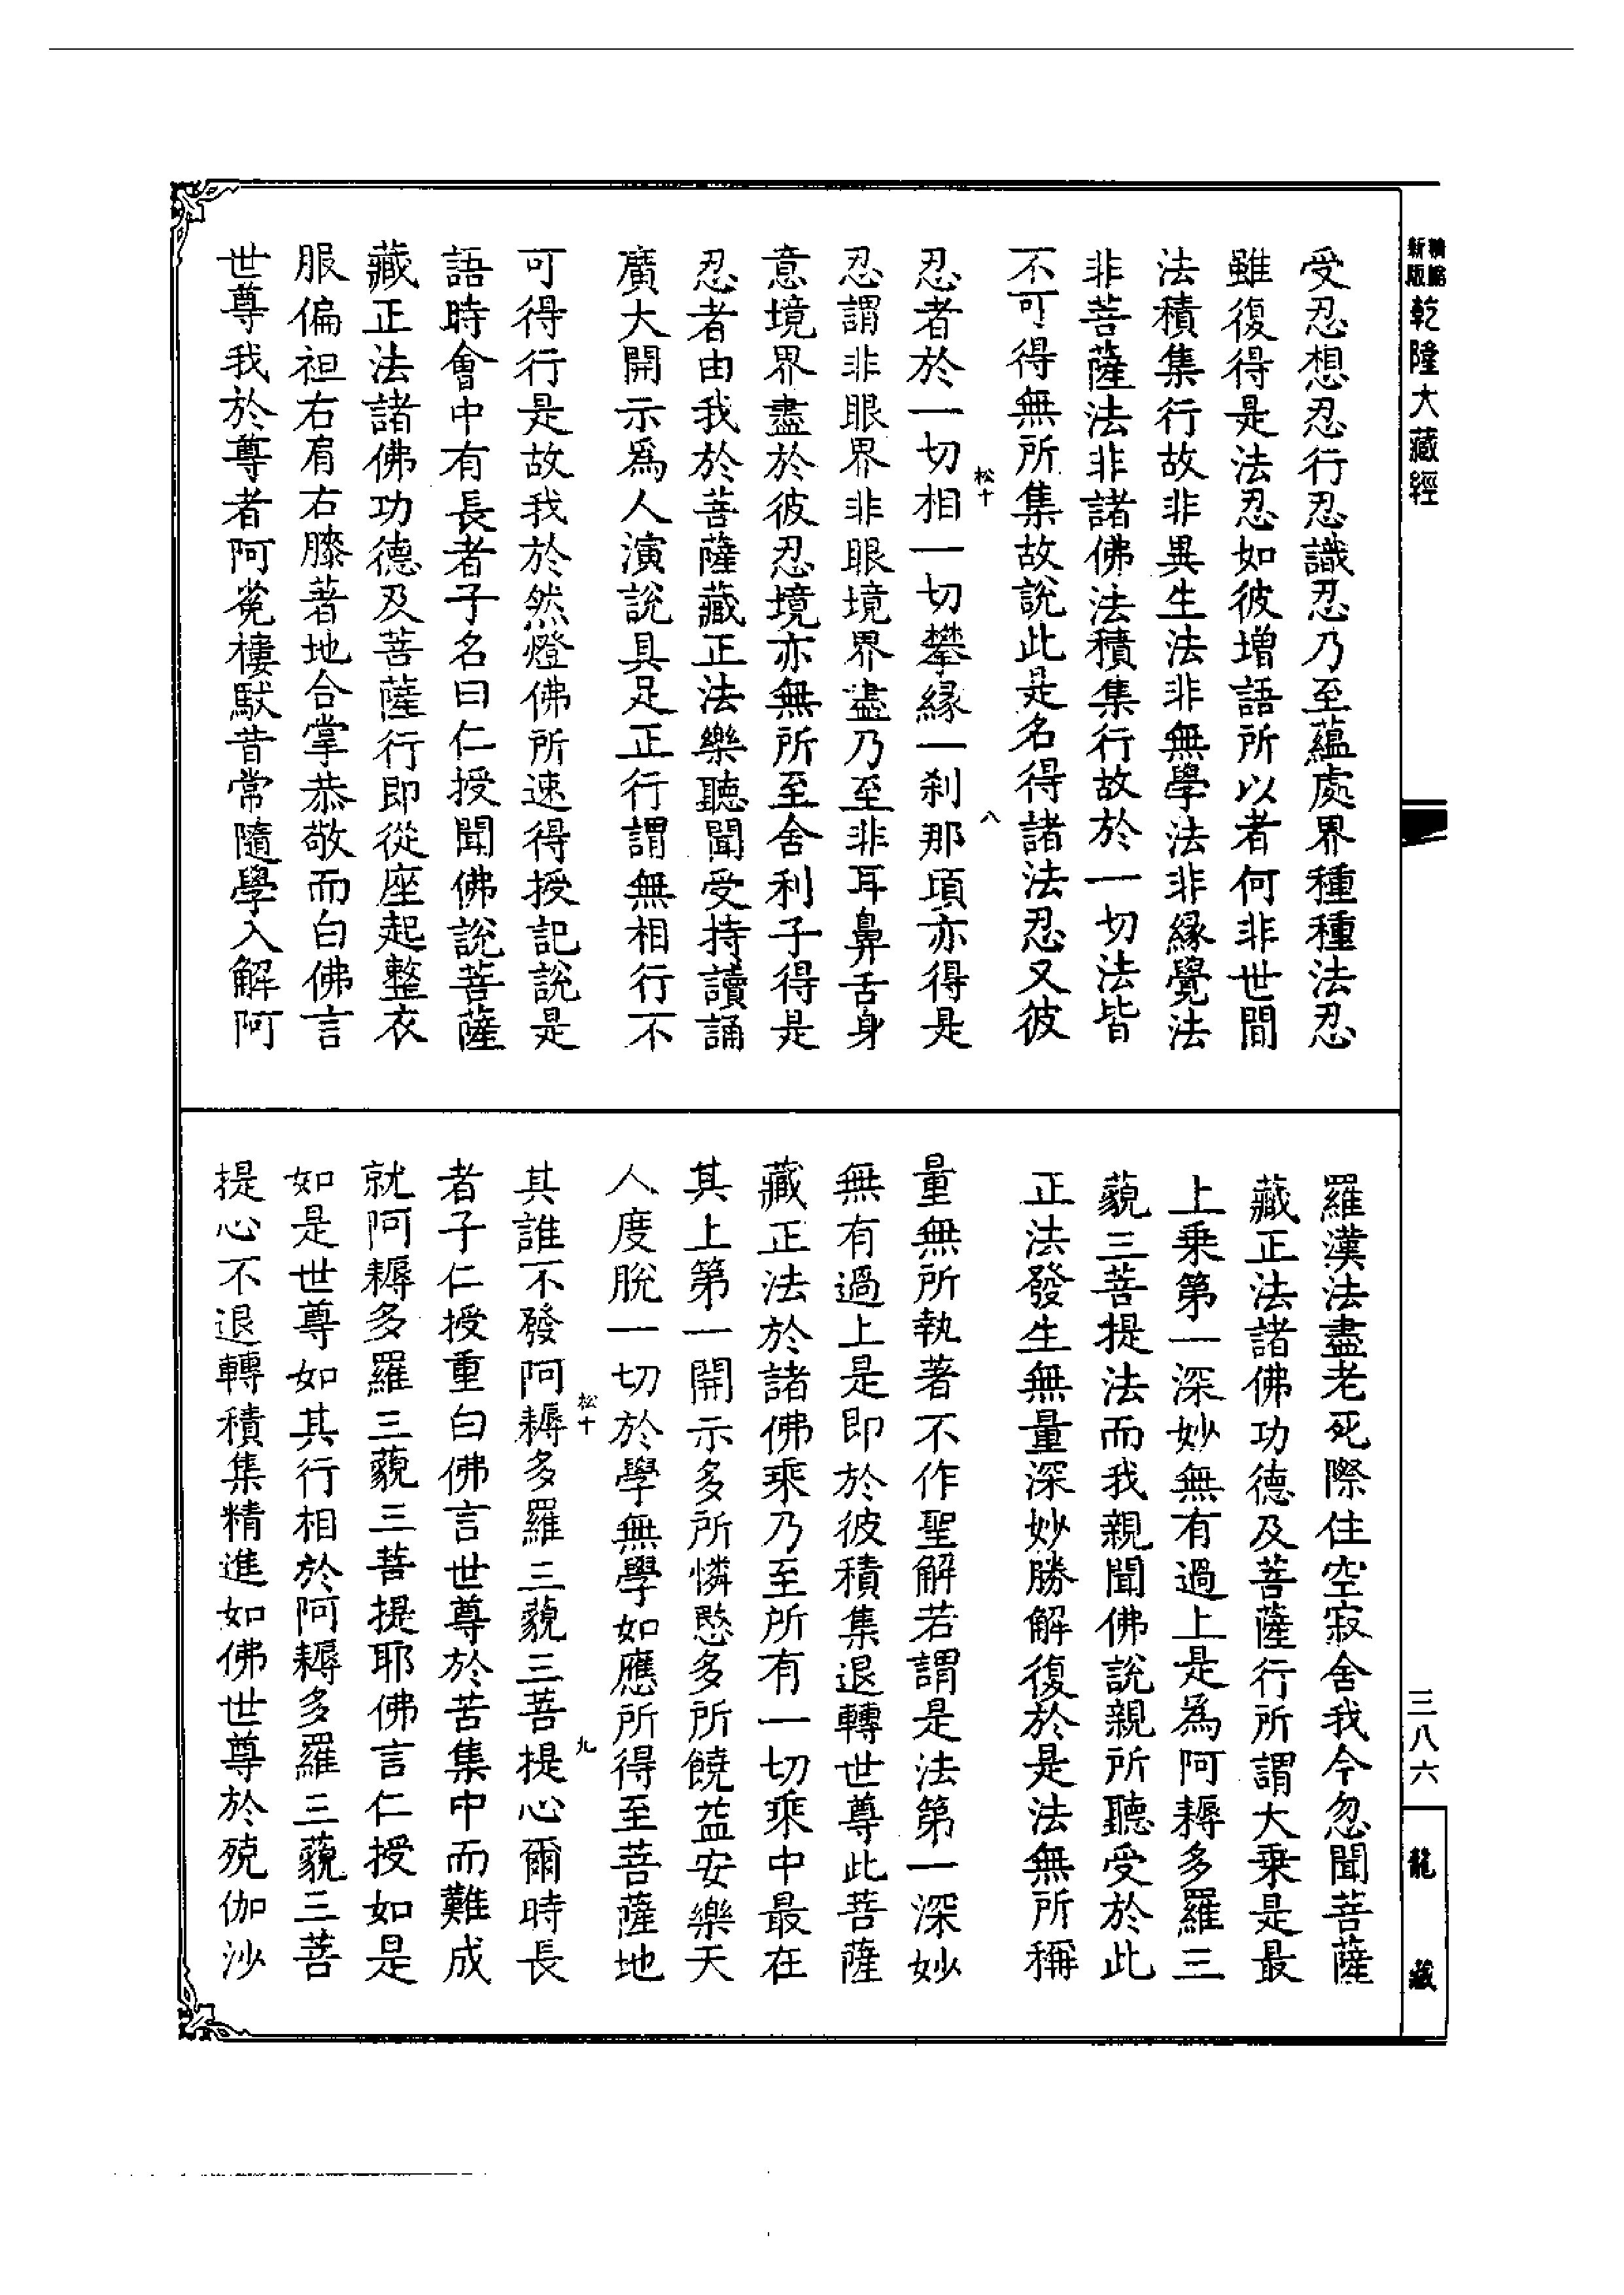 新版
精縮
乾隆大藏經
受忍想忍行忍識忍乃至蘊處界種種法忍
雖復得是法忍如彼增語所以者何非世間
法積集行故非異生法非無學法非緣覺法
非菩薩法非諸佛法積集行故於一切法皆
不可得無所集故說此是名得諸法忍又彼
松十
八
忍者於一切相一切攀緣一刹那頃亦得是
忍謂非眼界非眼境界盡乃至非耳鼻舌身
意境界盡於彼忍境亦無所至舍利子得是
忍者由我於菩薩藏正法樂聽聞受持讀誦
廣大開示爲人演說具足正行謂無相行不
可得行是故我於然燈佛所速得授記說是
語時會中有長者子名曰仁授聞佛說菩薩
藏正法諸佛功德及菩薩行即從座起整衣
服偏袒右肩右膝著地合掌恭敬而白佛言
世尊我於尊者阿㝹樓馱昔常隨學入解阿
羅漢法盡老死際住空寂舍我今忽聞菩薩
藏正法諸佛功德及菩薩行所謂大乘是最
上乘第一深妙無有過上是為阿耨多羅三
藐三菩提法而我親聞佛說親所聽受於此
正法發生無量深妙勝解復於是法無所稱
量無所執著不作聖解若謂是法第一深妙
無有過上是即於彼積集退轉世尊此菩薩
藏正法於諸佛乘乃至所有一切乘中最在
其上第一開示多所憐愍多所饒益安樂天
人度脫一切於學無學如應所得至菩薩地
松十
九
其誰不發阿耨多羅三藐三菩提心爾時長
者子仁授重白佛言世尊於苦集中而難成
就阿耨多羅三藐三菩提耶佛言仁授如是
如是世尊如其行相於阿耨多羅三藐三菩
提心不退轉積集精進如佛世尊於殑伽沙
三八六
龍藏